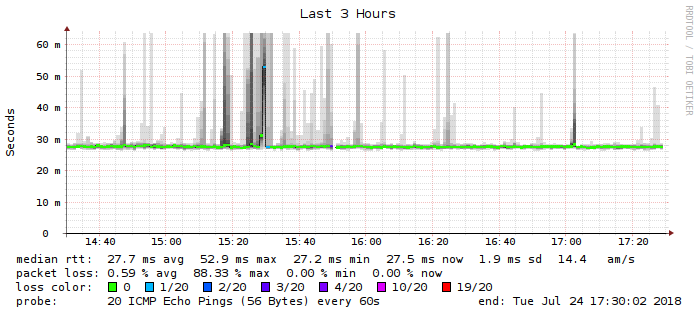 Last 3 Hours
RRDTOOL / TOBI OETIKER
Seconds
60 m
50 m
40 m
30 m
20 m
10 m
0
14:40 15:00 15:20 15:40 16:00 16:20 16:40 17:00 17:20
median rtt: 27.7 ms avg 52.9 ms max 27.2 ms min 27.5 ms now 1.9 ms sd 14.4 am/s
packet loss: 0.59 % avg 88.33 % max 0.00 % min 0.00 % now
loss color: 0 1/20 2/20 3/20 4/20 10/20 19/20
probe: 20 ICMP Echo Pings (56 Bytes) every 60s end: Tue Jul 24 17:30:02 2018